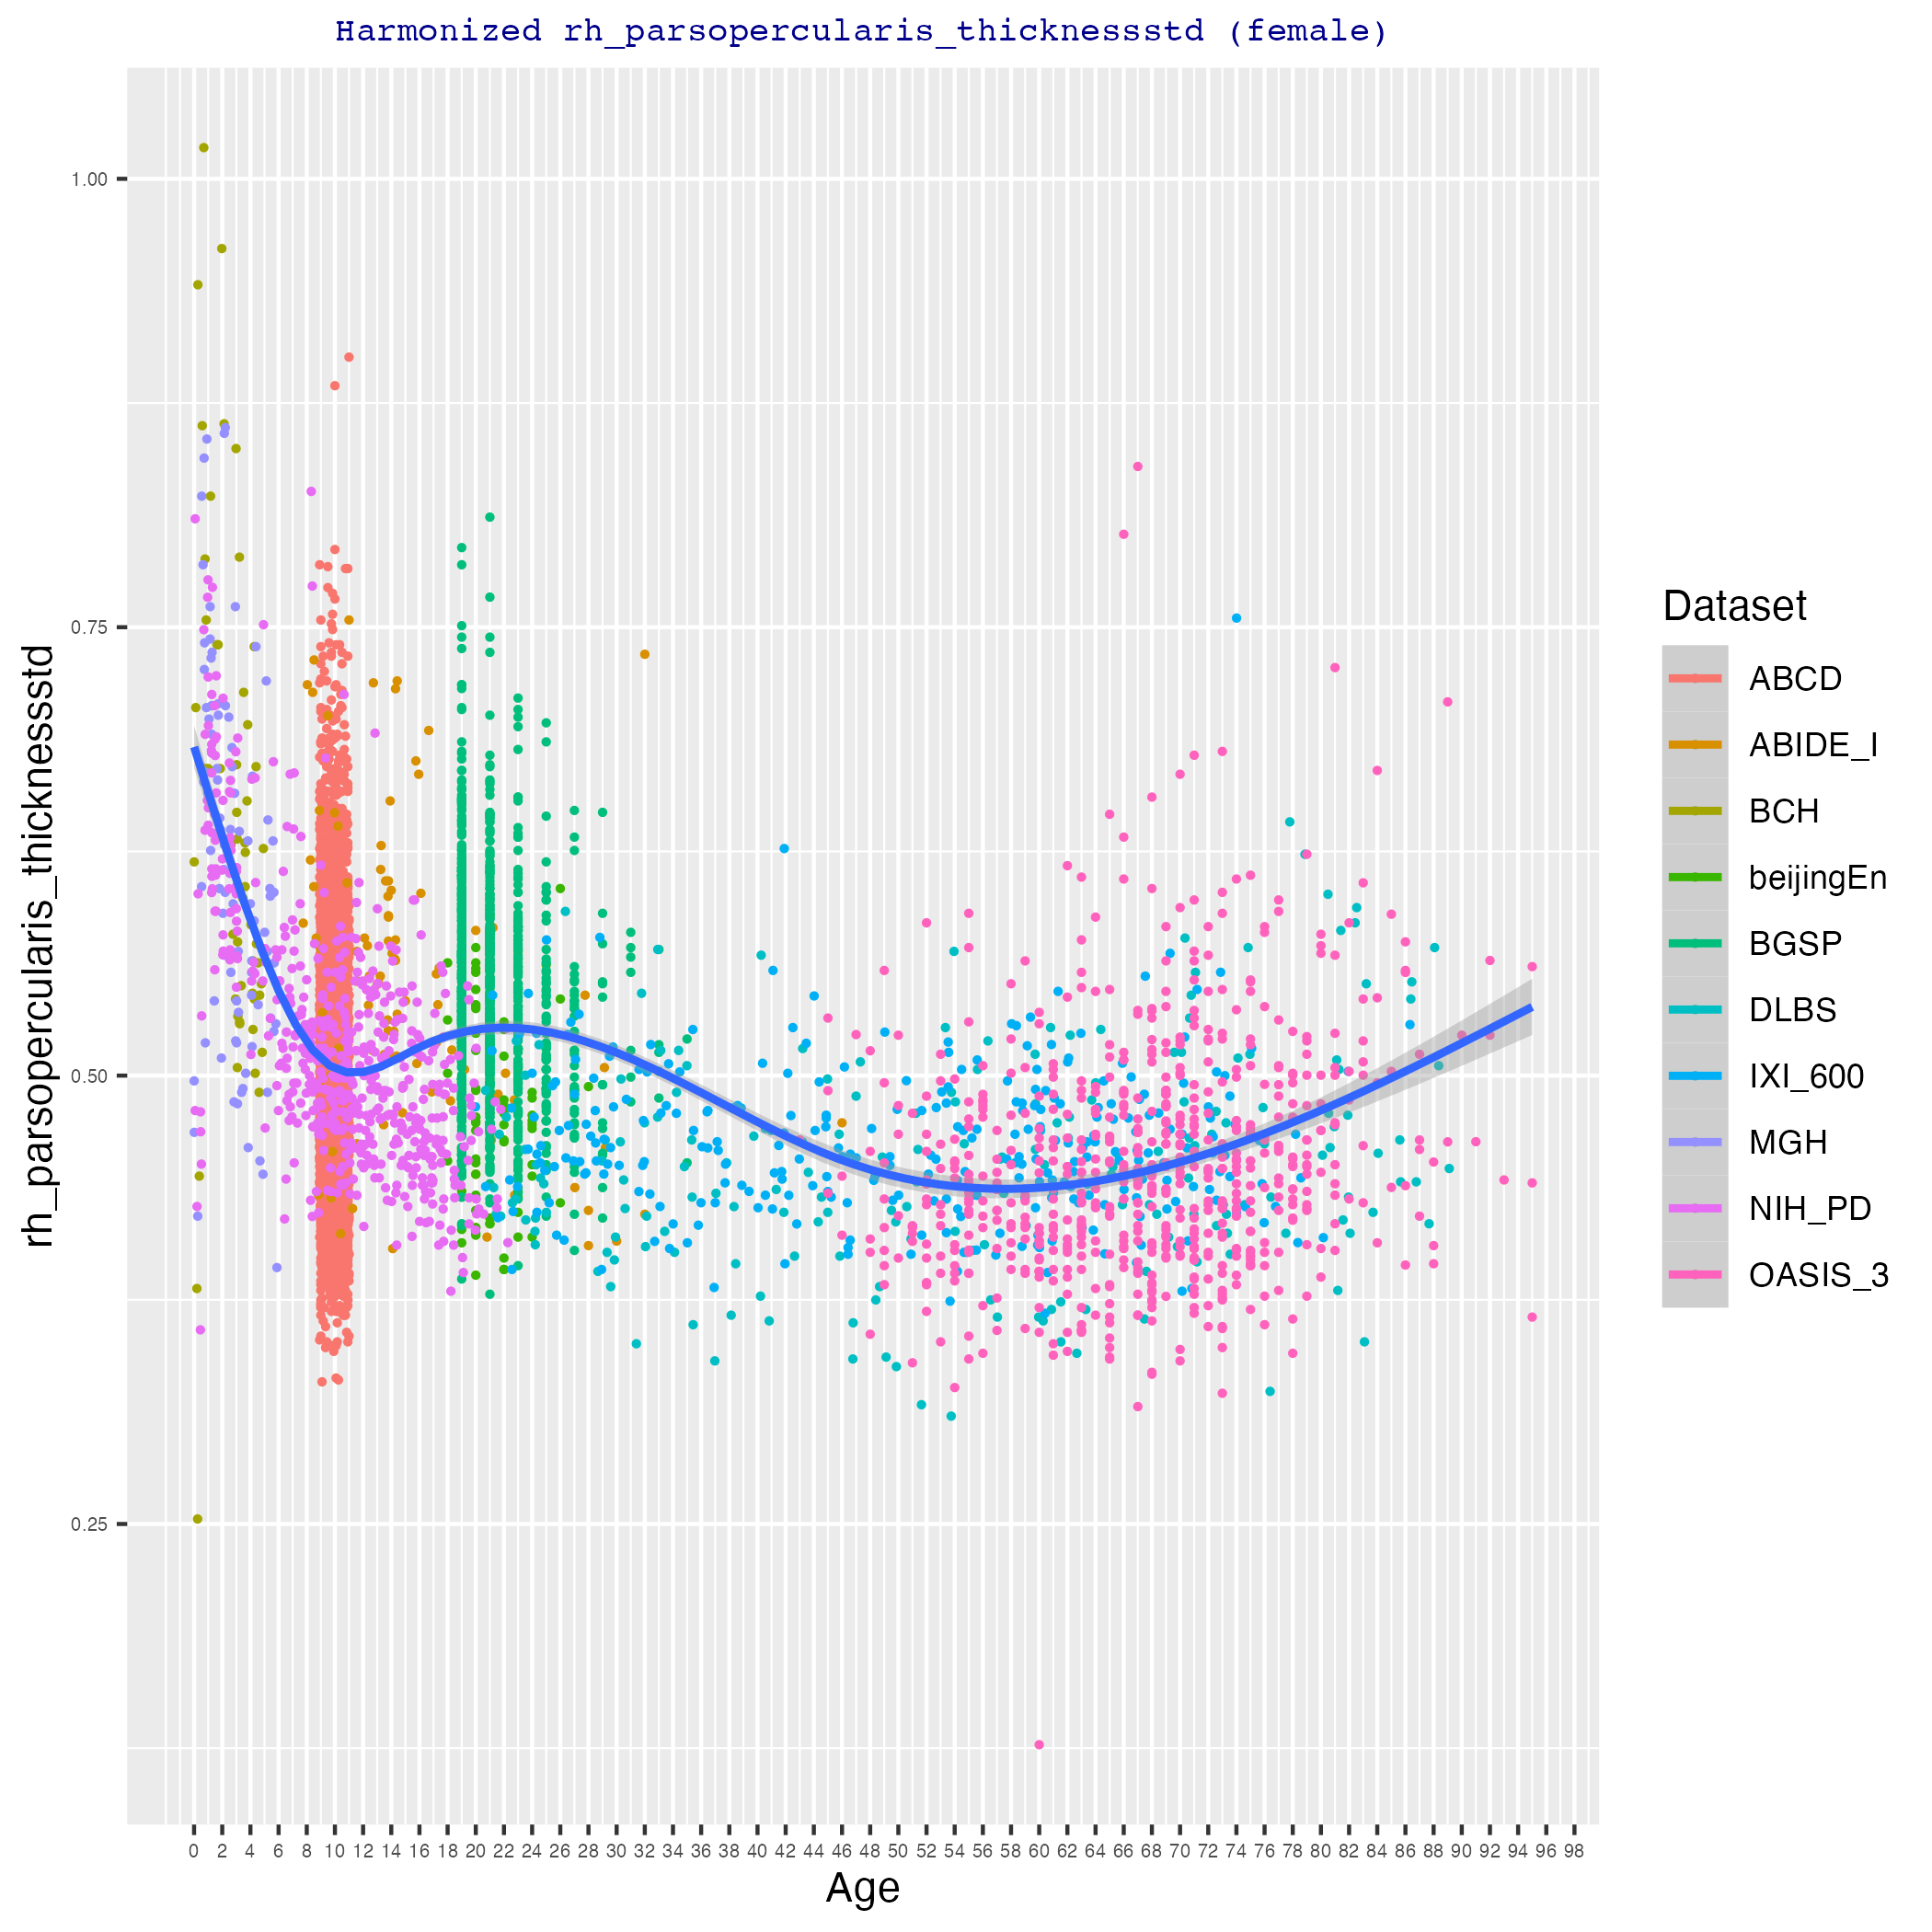 Harmonized rh_parsopercularis_thicknessstd (female)
rh_parsopercularis_thicknessstd
1.00
0.75
0.50
0.25
0 2 4 6 8 10 12 14 16 18 20 22 24 26 28 30 32 34 36 38 40 42 44 46 48 50 52 54 56 58 60 62 64 66 68 70 72 74 76 78 80 82 84 86 88 90 92 94 96 98
Age
Dataset
ABCD
ABIDE_I
BCH
beijingEn
BGSP
DLBS
IXI_600
MGH
NIH_PD
OASIS_3